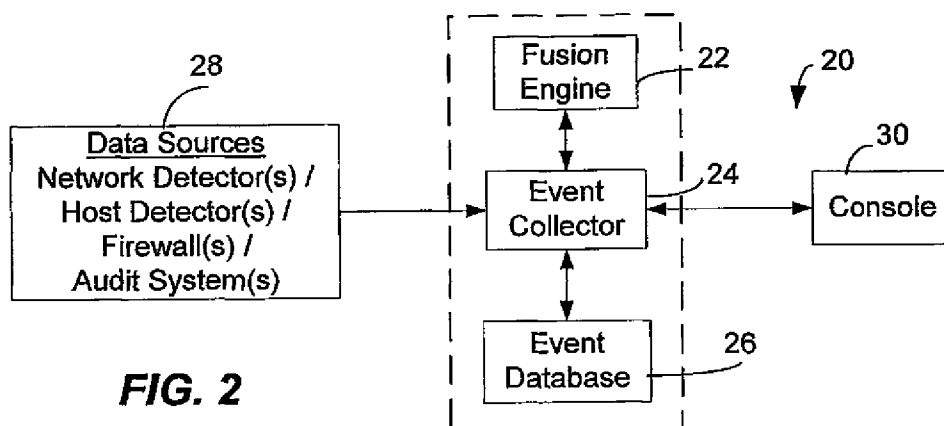 28
Data Sources
Network Detector(s) /
Host Detector(s) /
Firewall(s) /
Audit System(s)
Fusion
Engine
22
20
Event
Collector
24
30
Console
Event
Database
26
FIG. 2